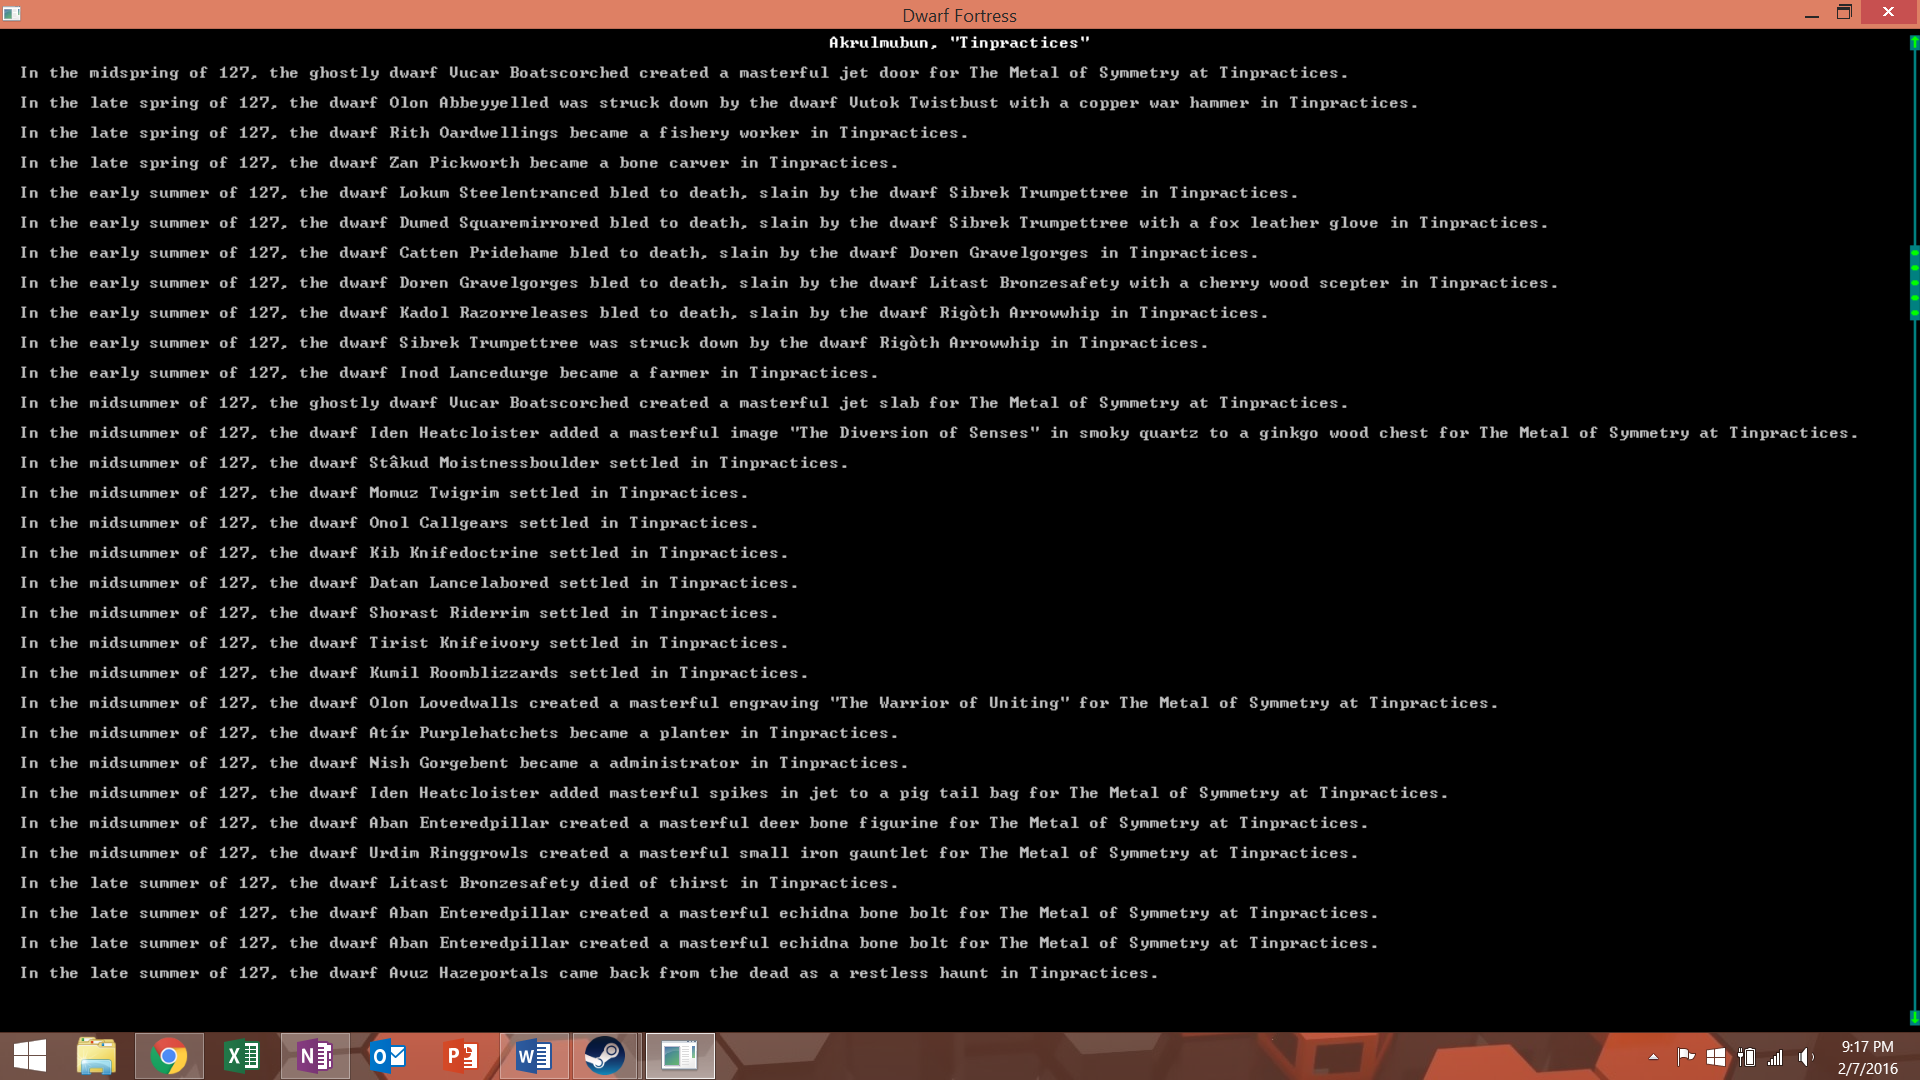 Dwarf Fortress
Akrulmubun, "Tinpractices"
In the midspring of 127, the ghostly dwarf Vucar Boatscorched created a masterful jet door for The Metal of Symmetry at Tinpractices.
In the late spring of 127, the dwarf Olon Abbeyyelled was struck down by the dwarf Vutok Twistbust with a copper war hammer in Tinpractices.
In the late spring of 127, the dwarf Rith Oardwellings became a fishery worker in Tinpractices.
In the late spring of 127, the dwarf Zan Pickworth became a bone carver in Tinpractices.
In the early summer of 127, the dwarf Lokum Steelentranced bled to death, slain by the dwarf Sibrek Trumpettree in Tinpractices.
In the early summer of 127, the dwarf Dumed Squaremirrored bled to death, slain by the dwarf Sibrek Trumpettree with a fox leather glove in Tinpractices.
In the early summer of 127, the dwarf Catten Pridehame bled to death, slain by the dwarf Doren Gravelgorges in Tinpractices.
In the early summer of 127, the dwarf Doren Gravelgorges bled to death, slain by the dwarf Litast Bronzesafety with a cherry wood scepter in Tinpractices.
In the early summer of 127, the dwarf Kadol Razorreleases bled to death, slain by the dwarf Rigòth Arrowwhip in Tinpractices.
In the early summer of 127, the dwarf Sibrek Trumpettree was struck down by the dwarf Rigòth Arrowwhip in Tinpractices.
In the early summer of 127, the dwarf Inod Lancedurge became a farmer in Tinpractices.
In the midsummer of 127, the ghostly dwarf Vucar Boatscorched created a masterful jet slab for The Metal of Symmetry at Tinpractices.
In the midsummer of 127, the dwarf Iden Heatcloister added a masterful image "The Diversion of Senses" in smoky quartz to a ginkgo wood chest for The Metal of Symmetry at Tinpractices.
In the midsummer of 127, the dwarf Stâkud Moistnessboulder settled in Tinpractices.
In the midsummer of 127, the dwarf Momuz Twigrim settled in Tinpractices.
In the midsummer of 127, the dwarf Onol Callgears settled in Tinpractices.
In the midsummer of 127, the dwarf Kib Knifedoctrine settled in Tinpractices.
In the midsummer of 127, the dwarf Datan Lancelabored settled in Tinpractices.
In the midsummer of 127, the dwarf Shorast Riderrim settled in Tinpractices.
In the midsummer of 127, the dwarf Tirist Knifeivory settled in Tinpractices.
In the midsummer of 127, the dwarf Kumil Roomblizzards settled in Tinpractices.
In the midsummer of 127, the dwarf Olon Lovedwalls created a masterful engraving "The Warrior of Uniting" for The Metal of Symmetry at Tinpractices.
In the midsummer of 127, the dwarf Atír Purplehatchets became a planter in Tinpractices.
In the midsummer of 127, the dwarf Nish Gorgebent became a administrator in Tinpractices.
In the midsummer of 127, the dwarf Iden Heatcloister added masterful spikes in jet to a pig tail bag for The Metal of Symmetry at Tinpractices.
In the midsummer of 127, the dwarf Aban Enteredpillar created a masterful deer bone figurine for The Metal of Symmetry at Tinpractices.
In the midsummer of 127, the dwarf Urdim Ringgrowls created a masterful small iron gauntlet for The Metal of Symmetry at Tinpractices.
In the late summer of 127, the dwarf Litast Bronzesafety died of thirst in Tinpractices.
In the late summer of 127, the dwarf Aban Enteredpillar created a masterful echidna bone bolt for The Metal of Symmetry at Tinpractices.
In the late summer of 127, the dwarf Aban Enteredpillar created a masterful echidna bone bolt for The Metal of Symmetry at Tinpractices.
In the late summer of 127, the dwarf Avuz Hazeportals came back from the dead as a restless haunt in Tinpractices.
9:17 PM
2/7/2016